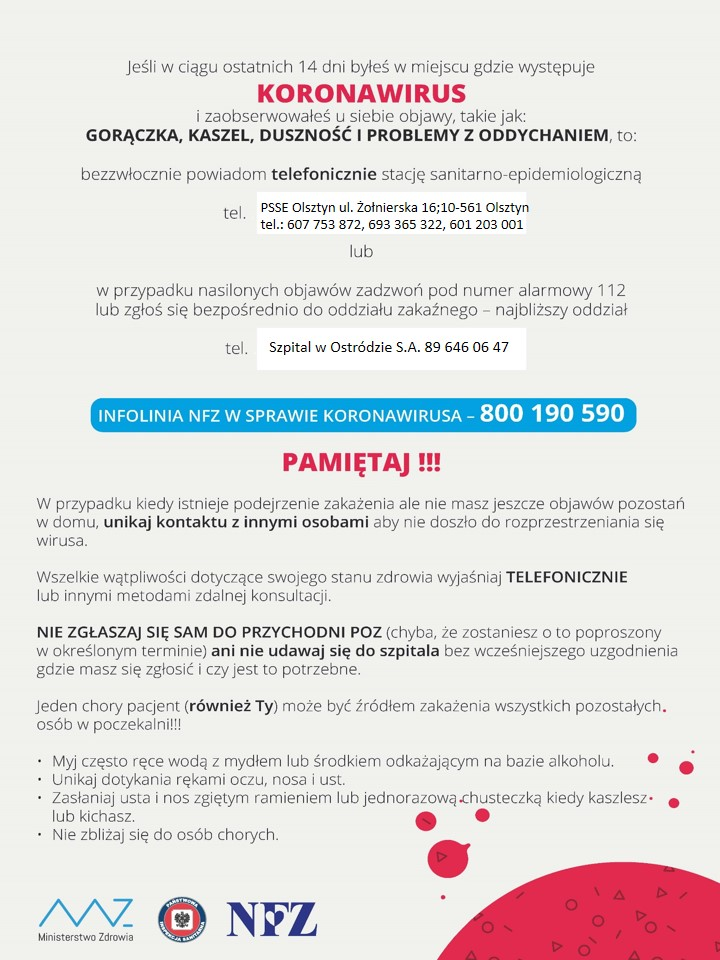 Jeśli w ciągu ostatnich 14 dni byłeś w miejscu gdzie występuje
KORONAWIRUS
i zaobserwowałeś u siebie objawy, takie jak:
GORĄCZKA, KASZEL, DUSZNOŚĆ I PROBLEMY Z ODDYCHANIEM, to:
bezzwłocznie powiadom telefonicznie stację sanitarno-epidemiologiczną
tel. PSSE Olsztyn ul. Żołnierska 16;10-561 Olsztyn
tel.: 607 753 872, 693 365 322, 601 203 001
lub
w przypadku nasilonych objawów zadzwoń pod numer alarmowy 112
lub zgłoś się bezpośrednio do oddziału zakaźnego – najbliższy oddział
tel. Szpital w Ostródzie S.A. 89 646 06 47
INFOLINIA NFZ W SPRAWIE KORONAWIRUSA – 800 190 590
PAMIĘTAJ !!!
W przypadku kiedy istnieje podejrzenie zakażenia ale nie masz jeszcze objawów pozostań
w domu, unikaj kontaktu z innymi osobami aby nie doszło do rozprzestrzeniania się
wirusa.
Wszelkie wątpliwości dotyczące swojego stanu zdrowia wyjaśniaj TELEFONICZNIE
lub innymi metodami zdalnej konsultacji.
NIE ZGŁASZAJ SIĘ SAM DO PRZYCHODNI POZ (chyba, że zostaniesz o to poproszony
w określonym terminie) ani nie udawaj się do szpitala bez wcześniejszego uzgodnienia
gdzie masz się zgłosić i czy jest to potrzebne.
Jeden chory pacjent (również Ty) może być źródłem zakażenia wszystkich pozostałych
osób w poczekalni!!!
• Myj często ręce wodą z mydłem lub środkiem odkażającym na bazie alkoholu.
• Unikaj dotykania rękami oczu, nosa i ust.
• Zasłaniaj usta i nos zgiętym ramieniem lub jednorazową chusteczką kiedy kaszlesz
lub kichasz.
• Nie zbliżaj się do osób chorych.
Ministerstwo Zdrowia
PAŃSTWOWA
INSPEKCJA SANITARNA
NFZ